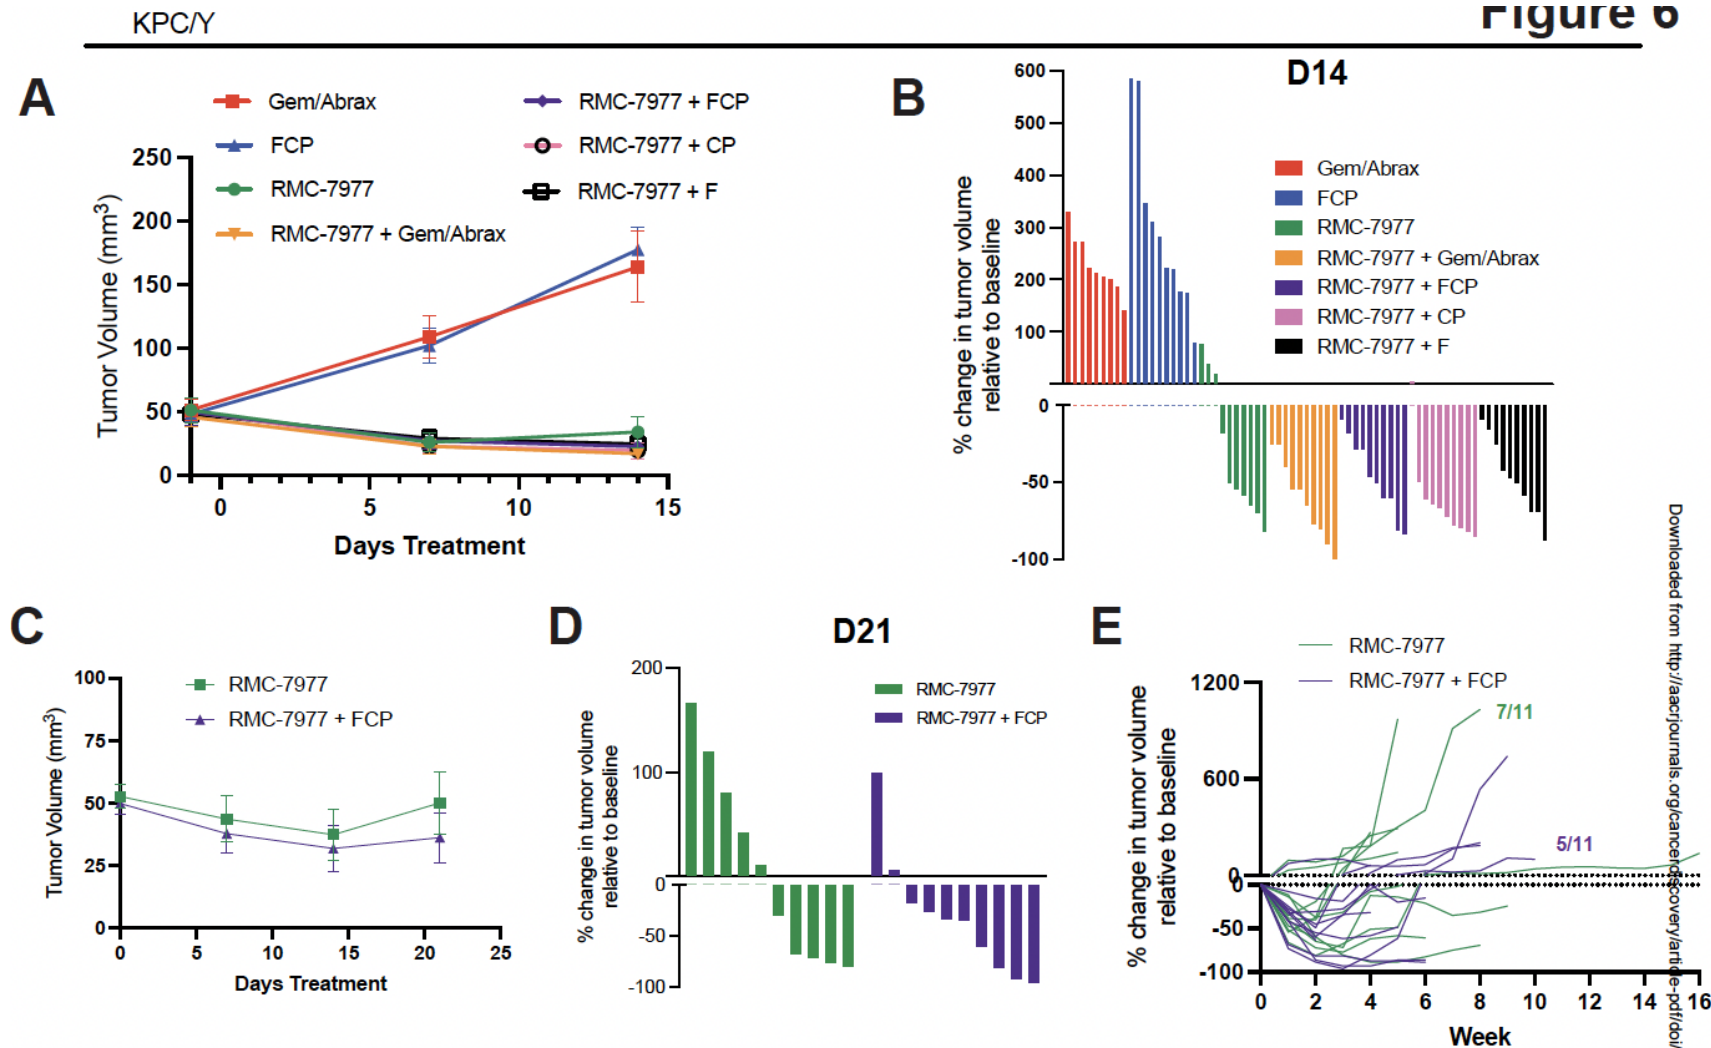 KPC/Y
Figure 6
A
Gem/Abrax
FCP
RMC-7977
RMC-7977 + Gem/Abrax
RMC-7977 + FCP
RMC-7977 + CP
RMC-7977 + F
Tumor Volume (mm³)
250
200
150
100
50
0
0 5 10 15
Days Treatment
B
D14
% change in tumor volume
relative to baseline
600
500
400
300
200
100
0
-50
-100
Gem/Abrax
FCP
RMC-7977
RMC-7977 + Gem/Abrax
RMC-7977 + FCP
RMC-7977 + CP
RMC-7977 + F
C
RMC-7977
RMC-7977 + FCP
Tumor Volume (mm³)
100
75
50
25
0
0 5 10 15 20 25
Days Treatment
D
D21
% change in tumor volume
relative to baseline
200
100
0
-50
-100
RMC-7977
RMC-7977 + FCP
E
RMC-7977
RMC-7977 + FCP
% change in tumor volume
relative to baseline
1200
600
0
0
-50
-100
7/11
5/11
0 2 4 6 8 10 12 14 16
Week
Downloaded from http://aacrjournals.org/cancerdiscovery/article-pdf/doi/